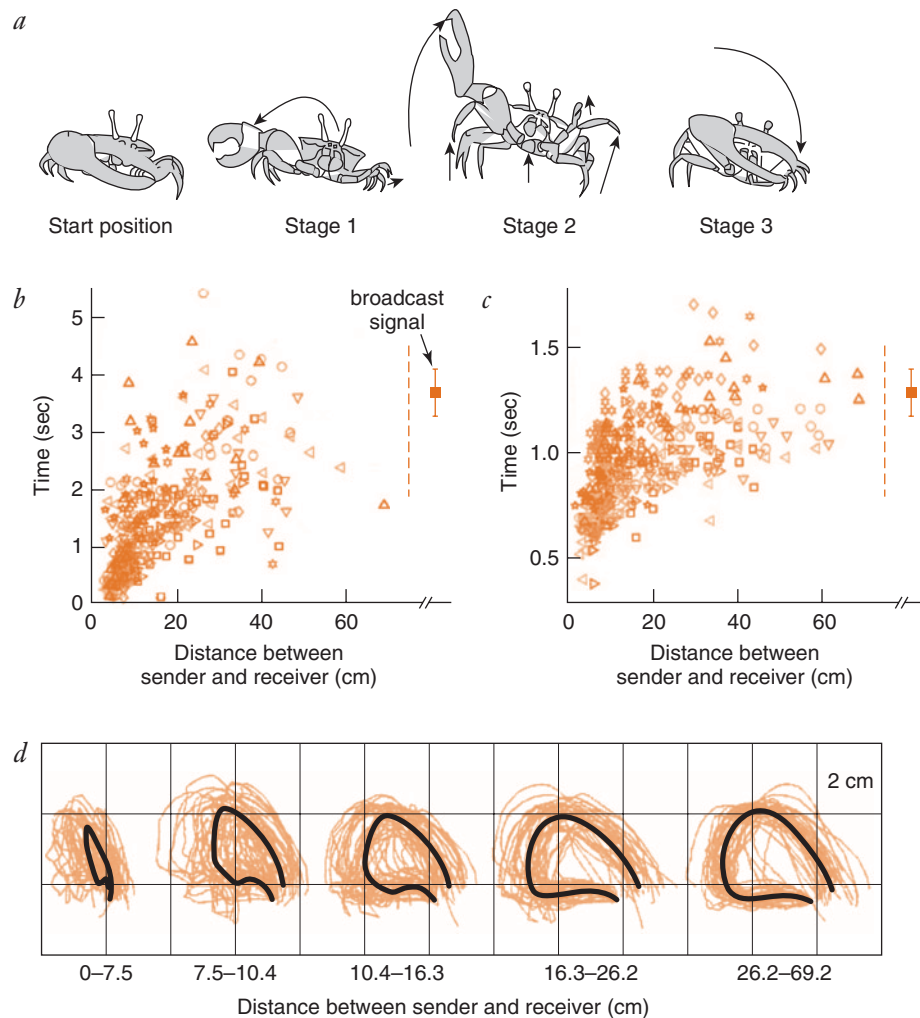 a
Start position
Stage 1
Stage 2
Stage 3
b
Time (sec)
5
4
3
2
1
0
0
20
40
60
Distance between
sender and receiver (cm)
broadcast
signal
c
Time (sec)
1.5
1.0
0.5
0
20
40
60
Distance between
sender and receiver (cm)
d
2 cm
0–7.5
7.5–10.4
10.4–16.3
16.3–26.2
26.2–69.2
Distance between sender and receiver (cm)